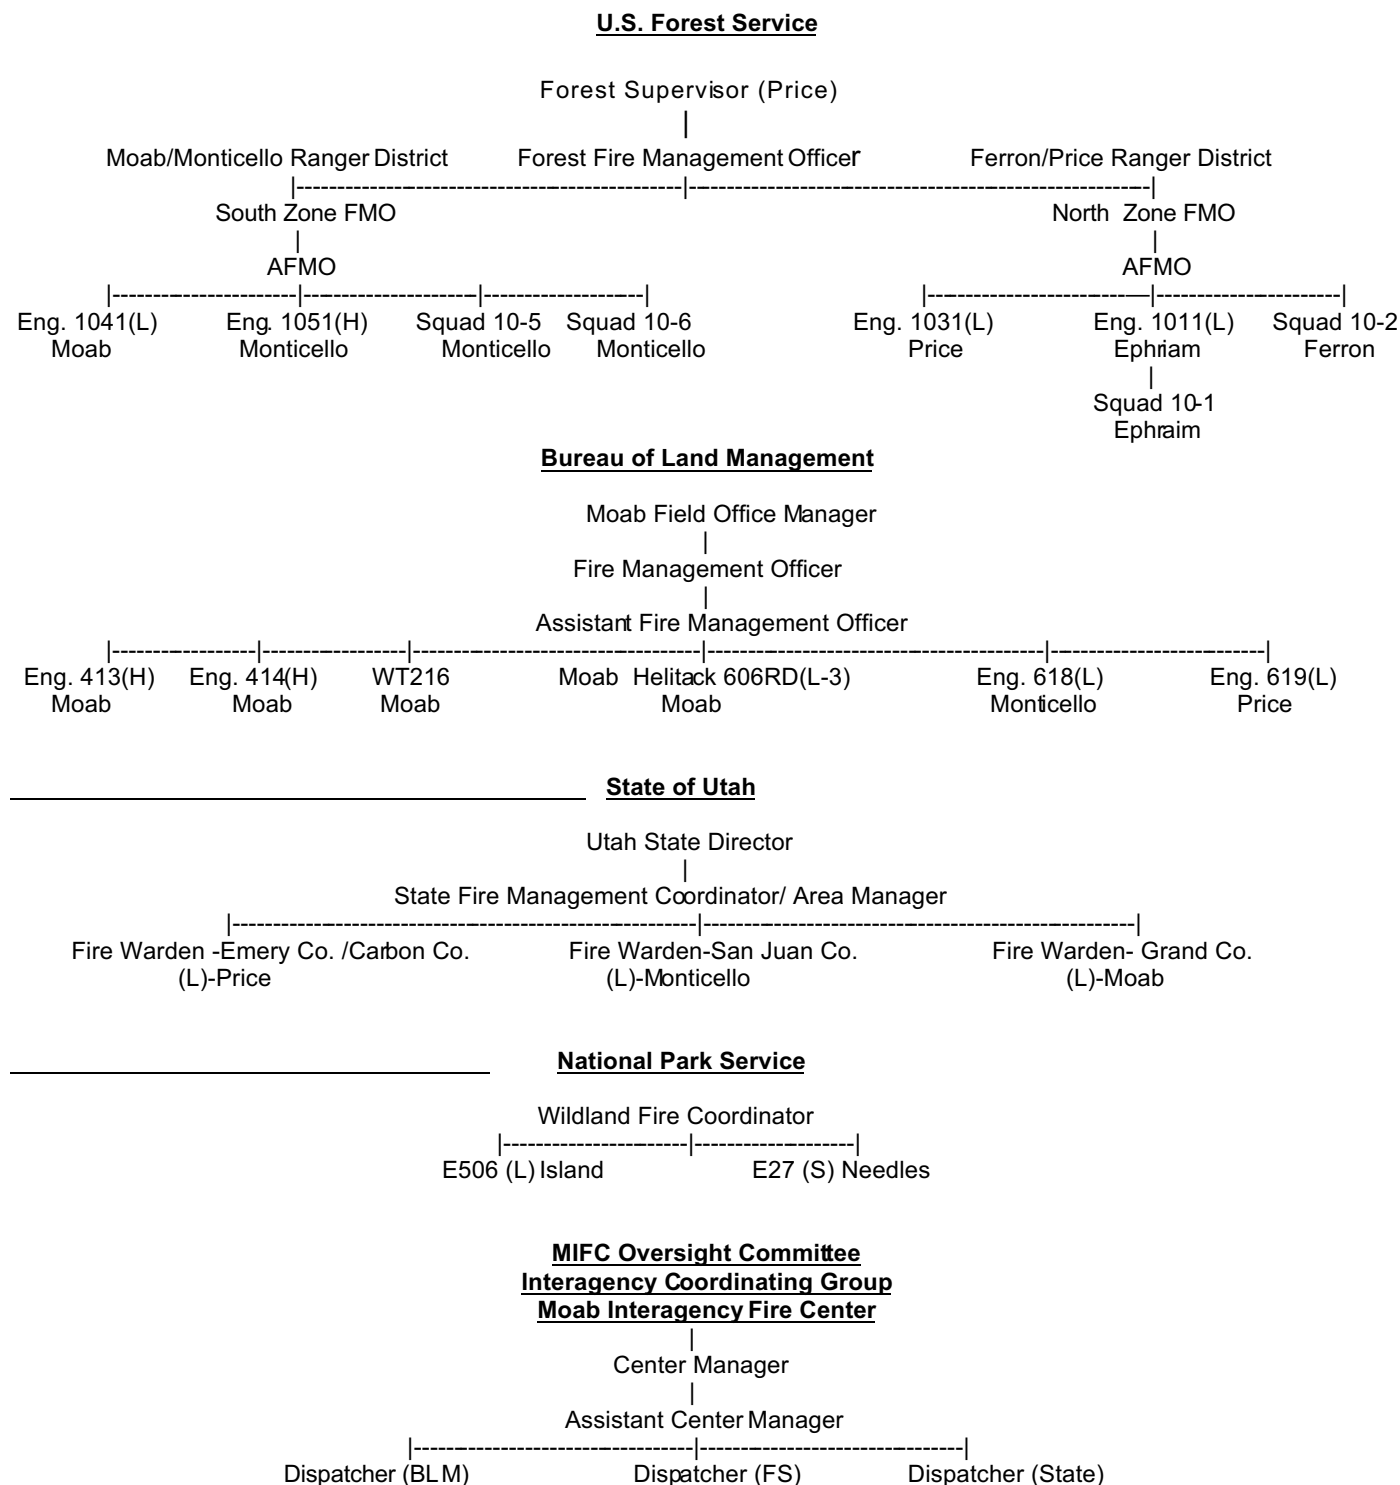 U.S. Forest Service
Forest Supervisor (Price)
Moab/Monticello Ranger District Forest Fire Management Officer Ferron/Price Ranger District
South Zone FMO North Zone FMO
AFMO AFMO
Eng. 1041(L) Eng. 1051(H) Squad 10-5 Squad 10-6 Eng. 1031(L) Eng. 1011(L) Squad 10-2
Moab Monticello Monticello Monticello Price Ephriam Ferron
Squad 10-1
Ephraim
Bureau of Land Management
Moab Field Office Manager
Fire Management Officer
Assistant Fire Management Officer
Eng. 413(H) Eng. 414(H) WT216 Moab Helitack 606RD(L-3) Eng. 618(L) Eng. 619(L)
Moab Moab Moab Moab Monticello Price
State of Utah
Utah State Director
State Fire Management Coordinator/ Area Manager
Fire Warden -Emery Co. /Carbon Co. Fire Warden-San Juan Co. Fire Warden- Grand Co.
(L)-Price (L)-Monticello (L)-Moab
National Park Service
Wildland Fire Coordinator
E506 (L) Island E27 (S) Needles
MIFC Oversight Committee
Interagency Coordinating Group
Moab Interagency Fire Center
Center Manager
Assistant Center Manager
Dispatcher (BLM) Dispatcher (FS) Dispatcher (State)